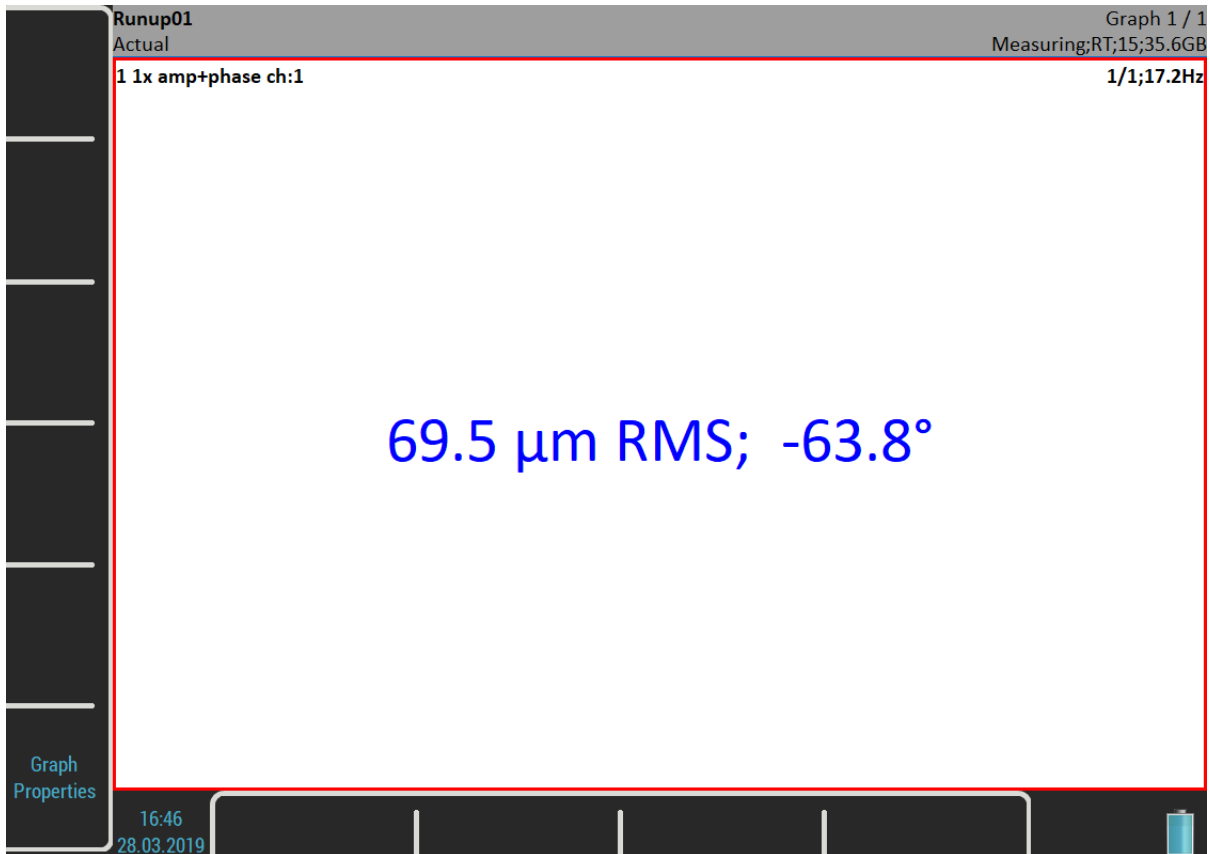 Runup01
Graph 1 / 1
Actual
Measuring;RT;15;35.6GB
1 1x amp+phase ch:1
1/1;17.2Hz
69.5 µm RMS; -63.8°
Graph
Properties
16:46
28.03.2019